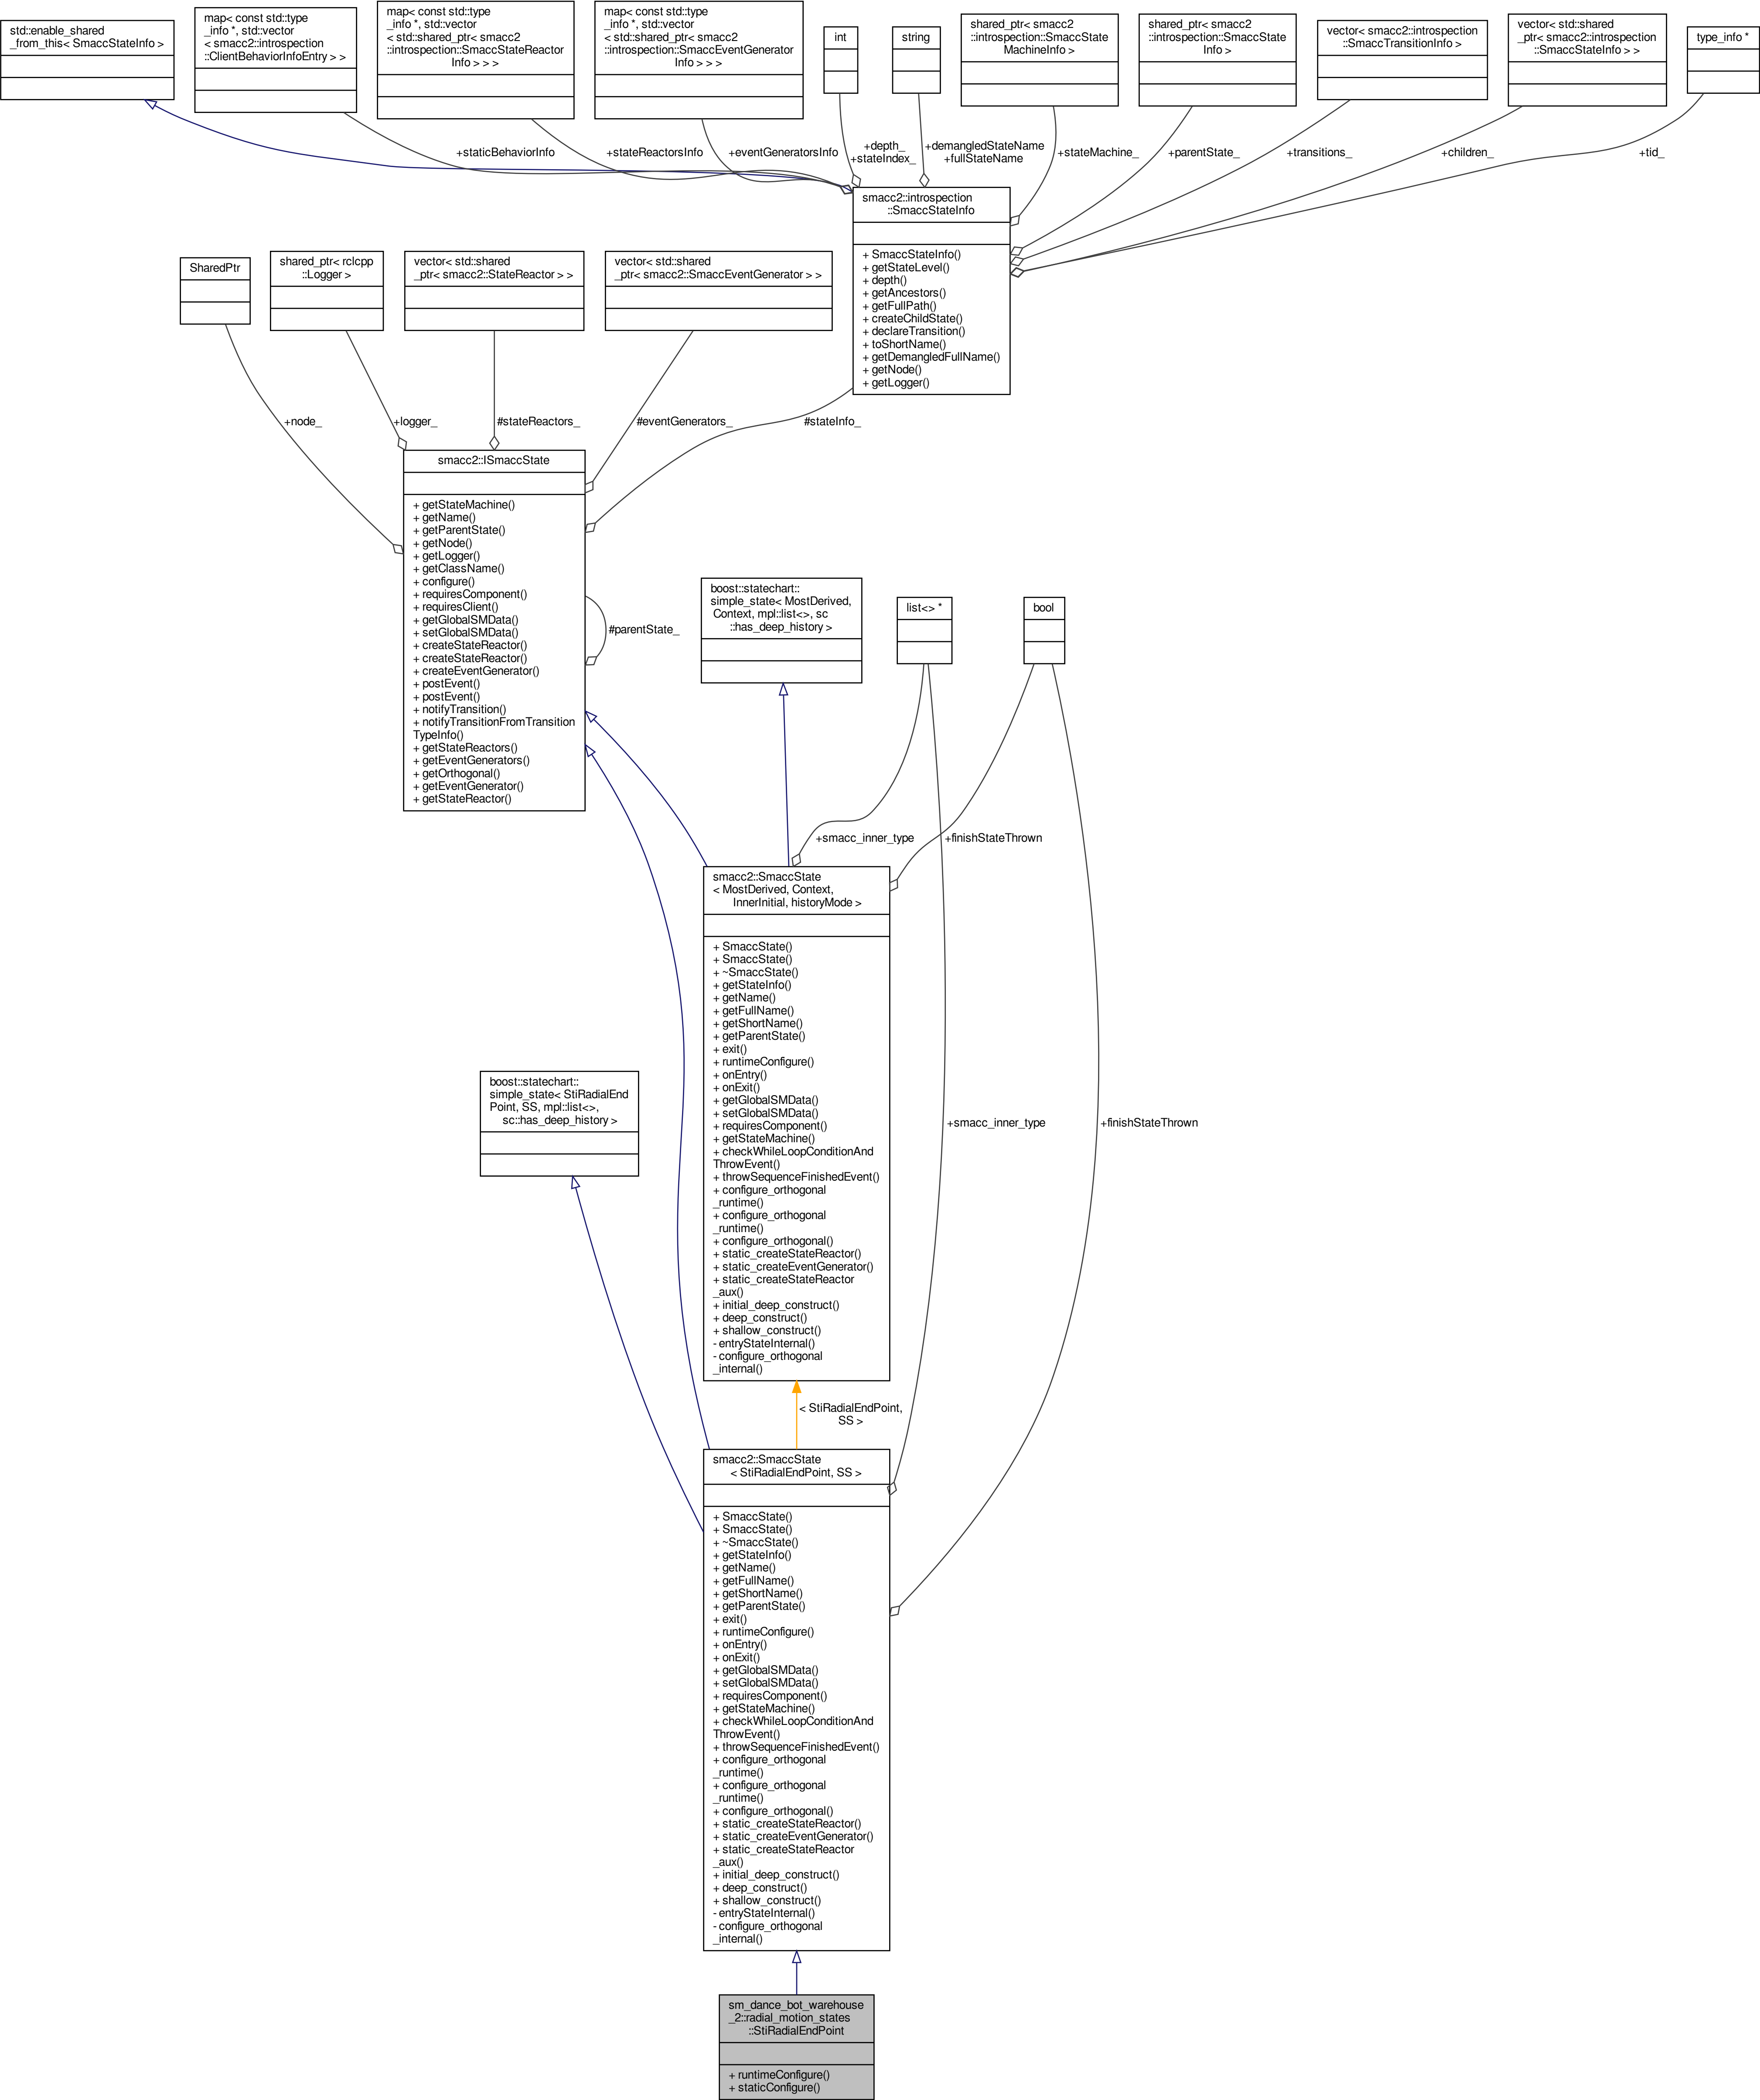 std::enable_shared
_from_this< SmaccStateInfo >
map< const std::type
_info *, std::vector
< smacc2::introspection
::ClientBehaviorInfoEntry > >
map< const std::type
_info *, std::vector
< std::shared_ptr< smacc2
::introspection::SmaccStateReactor
Info > > >
map< const std::type
_info *, std::vector
< std::shared_ptr< smacc2
::introspection::SmaccEventGenerator
Info > > >
int
string
shared_ptr< smacc2
::introspection::SmaccState
MachineInfo >
shared_ptr< smacc2
::introspection::SmaccState
Info >
vector< smacc2::introspection
::SmaccTransitionInfo >
vector< std::shared
_ptr< smacc2::introspection
::SmaccStateInfo > >
type_info *
+staticBehaviorInfo
+stateReactorsInfo
+eventGeneratorsInfo
+depth_
+stateIndex_
+demangledStateName
+fullStateName
+stateMachine_
+parentState_
+transitions_
+children_
+tid_
smacc2::introspection
::SmaccStateInfo
+ SmaccStateInfo()
+ getStateLevel()
+ depth()
+ getAncestors()
+ getFullPath()
+ createChildState()
+ declareTransition()
+ toShortName()
+ getDemangledFullName()
+ getNode()
+ getLogger()
SharedPtr
shared_ptr< rclcpp
::Logger >
vector< std::shared
_ptr< smacc2::StateReactor > >
vector< std::shared
_ptr< smacc2::SmaccEventGenerator > >
+node_
+logger_
#stateReactors_
#eventGenerators_
#stateInfo_
smacc2::ISmaccState
+ getStateMachine()
+ getName()
+ getParentState()
+ getNode()
+ getLogger()
+ getClassName()
+ configure()
+ requiresComponent()
+ requiresClient()
+ getGlobalSMData()
+ setGlobalSMData()
+ createStateReactor()
+ createStateReactor()
+ createEventGenerator()
+ postEvent()
+ postEvent()
+ notifyTransition()
+ notifyTransitionFromTransition
TypeInfo()
+ getStateReactors()
+ getEventGenerators()
+ getOrthogonal()
+ getEventGenerator()
+ getStateReactor()
#parentState_
boost::statechart::
simple_state< MostDerived,
Context, mpl::list<>, sc
::has_deep_history >
list<> *
bool
+smacc_inner_type
+finishStateThrown
smacc2::SmaccState
< MostDerived, Context,
InnerInitial, historyMode >
+ SmaccState()
+ SmaccState()
+ ~SmaccState()
+ getStateInfo()
+ getName()
+ getFullName()
+ getShortName()
+ getParentState()
+ exit()
+ runtimeConfigure()
+ onEntry()
+ onExit()
+ getGlobalSMData()
+ setGlobalSMData()
+ requiresComponent()
+ getStateMachine()
+ checkWhileLoopConditionAnd
ThrowEvent()
+ throwSequenceFinishedEvent()
+ configure_orthogonal
_runtime()
+ configure_orthogonal
_runtime()
+ configure_orthogonal()
+ static_createStateReactor()
+ static_createEventGenerator()
+ static_createStateReactor
_aux()
+ initial_deep_construct()
+ deep_construct()
+ shallow_construct()
- entryStateInternal()
- configure_orthogonal
_internal()
boost::statechart::
simple_state< StiRadialEnd
Point, SS, mpl::list<>,
sc::has_deep_history >
+smacc_inner_type
+finishStateThrown
< StiRadialEndPoint,
SS >
smacc2::SmaccState
< StiRadialEndPoint, SS >
+ SmaccState()
+ SmaccState()
+ ~SmaccState()
+ getStateInfo()
+ getName()
+ getFullName()
+ getShortName()
+ getParentState()
+ exit()
+ runtimeConfigure()
+ onEntry()
+ onExit()
+ getGlobalSMData()
+ setGlobalSMData()
+ requiresComponent()
+ getStateMachine()
+ checkWhileLoopConditionAnd
ThrowEvent()
+ throwSequenceFinishedEvent()
+ configure_orthogonal
_runtime()
+ configure_orthogonal
_runtime()
+ configure_orthogonal()
+ static_createStateReactor()
+ static_createEventGenerator()
+ static_createStateReactor
_aux()
+ initial_deep_construct()
+ deep_construct()
+ shallow_construct()
- entryStateInternal()
- configure_orthogonal
_internal()
sm_dance_bot_warehouse
_2::radial_motion_states
::StiRadialEndPoint
+ runtimeConfigure()
+ staticConfigure()